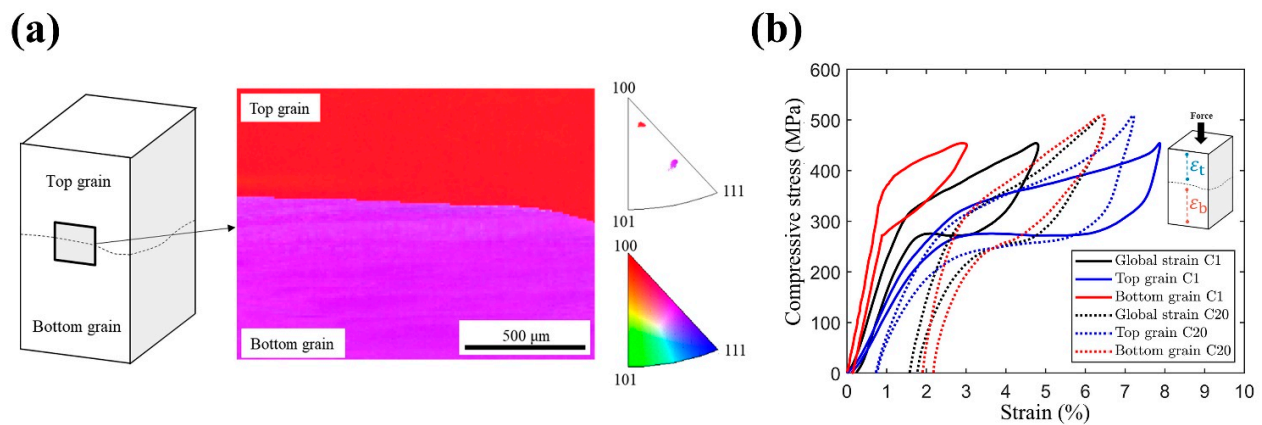 (a)
Top grain
Bottom grain
Top grain
Bottom grain
500 μm
100
111
101
100
111
101
(b)
Compressive stress (MPa)
600
500
400
300
200
100
0
0 1 2 3 4 5 6 7 8 9 10
Strain (%)
Force
εt
εb
Global strain C1
Top grain C1
Bottom grain C1
Global strain C20
Top grain C20
Bottom grain C20